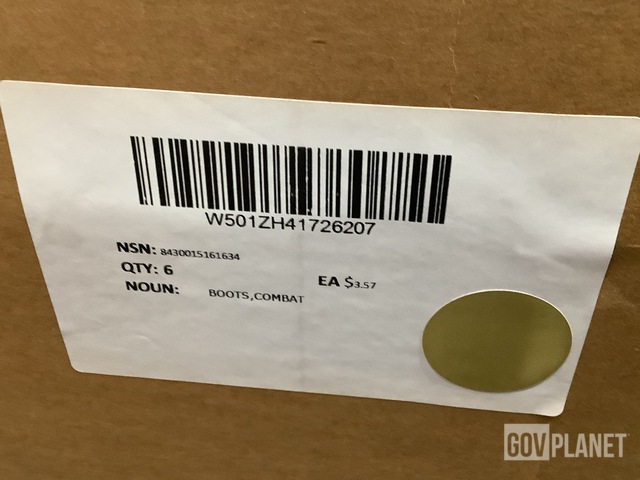 W501ZH41726207
NSN: 8430015161634
QTY: 6 EA $3.57
NOUN: BOOTS,COMBAT
GOVPLANET